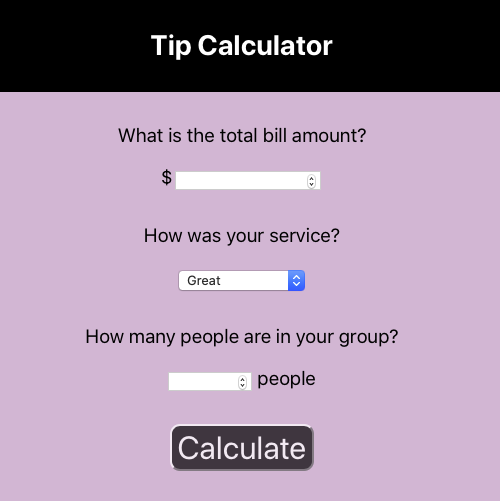 Tip Calculator
What is the total bill amount?
$
How was your service?
Great
How many people are in your group?
people
Calculate